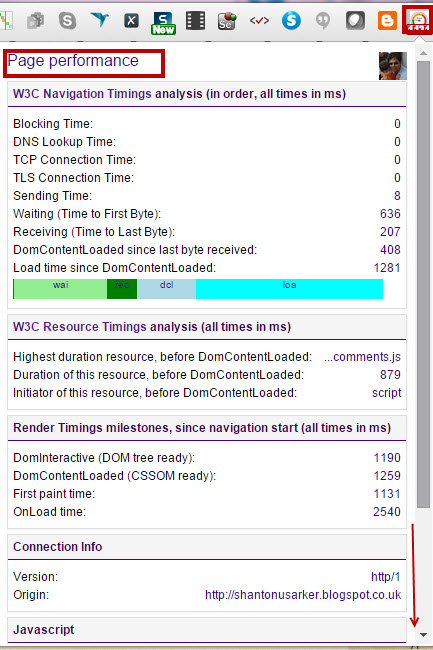 New
Se
4494
Page performance
W3C Navigation Timings analysis (in order, all times in ms)
Blocking Time: 0
DNS Lookup Time: 0
TCP Connection Time: 0
TLS Connection Time: 0
Sending Time: 8
Waiting (Time to First Byte): 636
Receiving (Time to Last Byte): 207
DomContentLoaded since last byte received: 408
Load time since DomContentLoaded: 1281
wai rec dcl loa
W3C Resource Timings analysis (all times in ms)
Highest duration resource, before DomContentLoaded: ...comments.js
Duration of this resource, before DomContentLoaded: 879
Initiator of this resource, before DomContentLoaded: script
Render Timings milestones, since navigation start (all times in ms)
DomInteractive (DOM tree ready): 1190
DomContentLoaded (CSSOM ready): 1259
First paint time: 1131
OnLoad time: 2540
Connection Info
Version: http/1
Origin: http://shantonusarker.blogspot.co.uk
Javascript